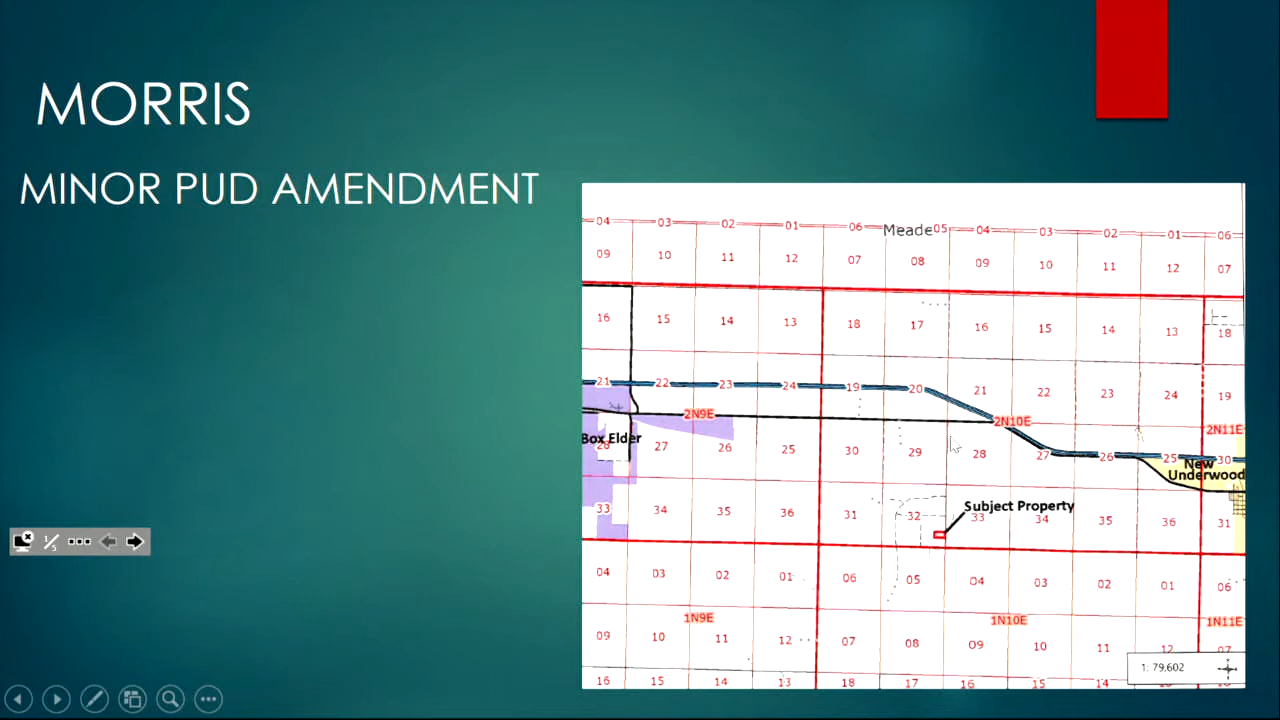 MORRIS
MINOR PUD AMENDMENT
04 03 02 01 06 Meade 05 04 03 02 01 06
09 10 11 12 07 08 09 10 11 12 07
16 15 14 13 18 17 16 15 14 13 18
21 22 23 24 19 20 21 22 23 24 19
2N9E 2N10E 2N11E
Box Elder
28 27 26 25 30 29 28 27 26 25 30
New
Underwood
Subject Property
33 34 35 36 31 32 33 34 35 36 31
04 03 02 01 06 05 04 03 02 01 06
1N9E 1N10E 1N11E
09 10 11 12 07 08 09 10 11 12 07
1: 79,602
16 15 14 13 18 17 16 15 14